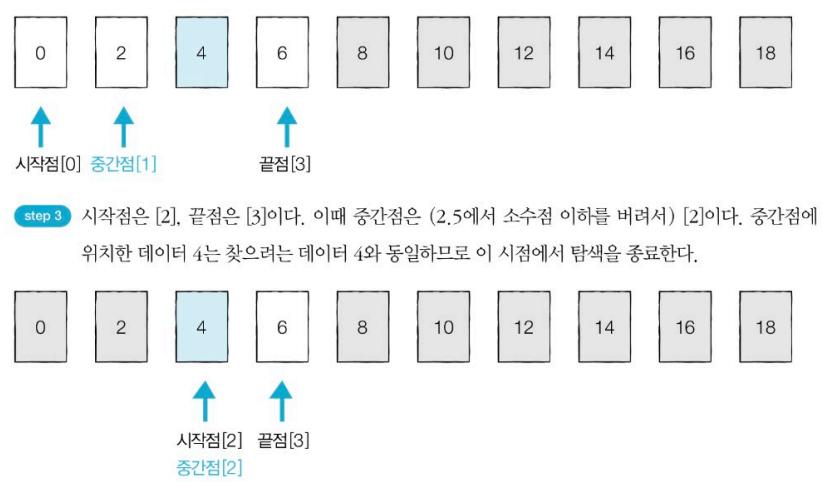 0 2 4 6 8 10 12 14 16 18
시작점[0] 중간점[1] 끝점[3]
step 3 시작점은 [2], 끝점은 [3]이다. 이때 중간점은 (2.5에서 소수점 이하를 버려서) [2]이다. 중간점에
위치한 데이터 4는 찾으려는 데이터 4와 동일하므로 이 시점에서 탐색을 종료한다.
0 2 4 6 8 10 12 14 16 18
시작점[2] 끝점[3]
중간점[2]